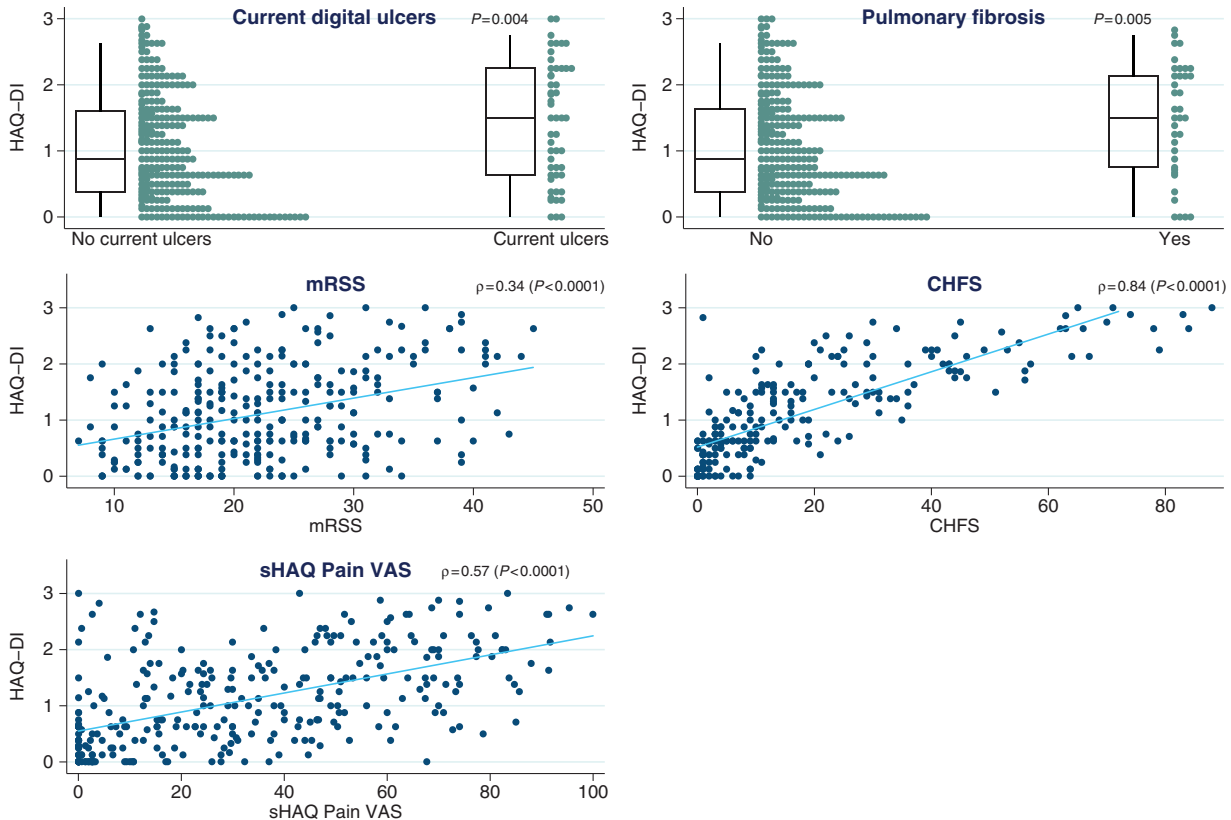 Current digital ulcers
P=0.004
HAQ–DI
3
2
1
0
No current ulcers
Current ulcers
Pulmonary fibrosis
P=0.005
HAQ–DI
3
2
1
0
No
Yes
mRSS
ρ=0.34 (P<0.0001)
HAQ–DI
3
2
1
0
10 20 30 40 50
mRSS
CHFS
ρ=0.84 (P<0.0001)
HAQ–DI
3
2
1
0
0 20 40 60 80
CHFS
sHAQ Pain VAS
ρ=0.57 (P<0.0001)
HAQ–DI
3
2
1
0
0 20 40 60 80 100
sHAQ Pain VAS